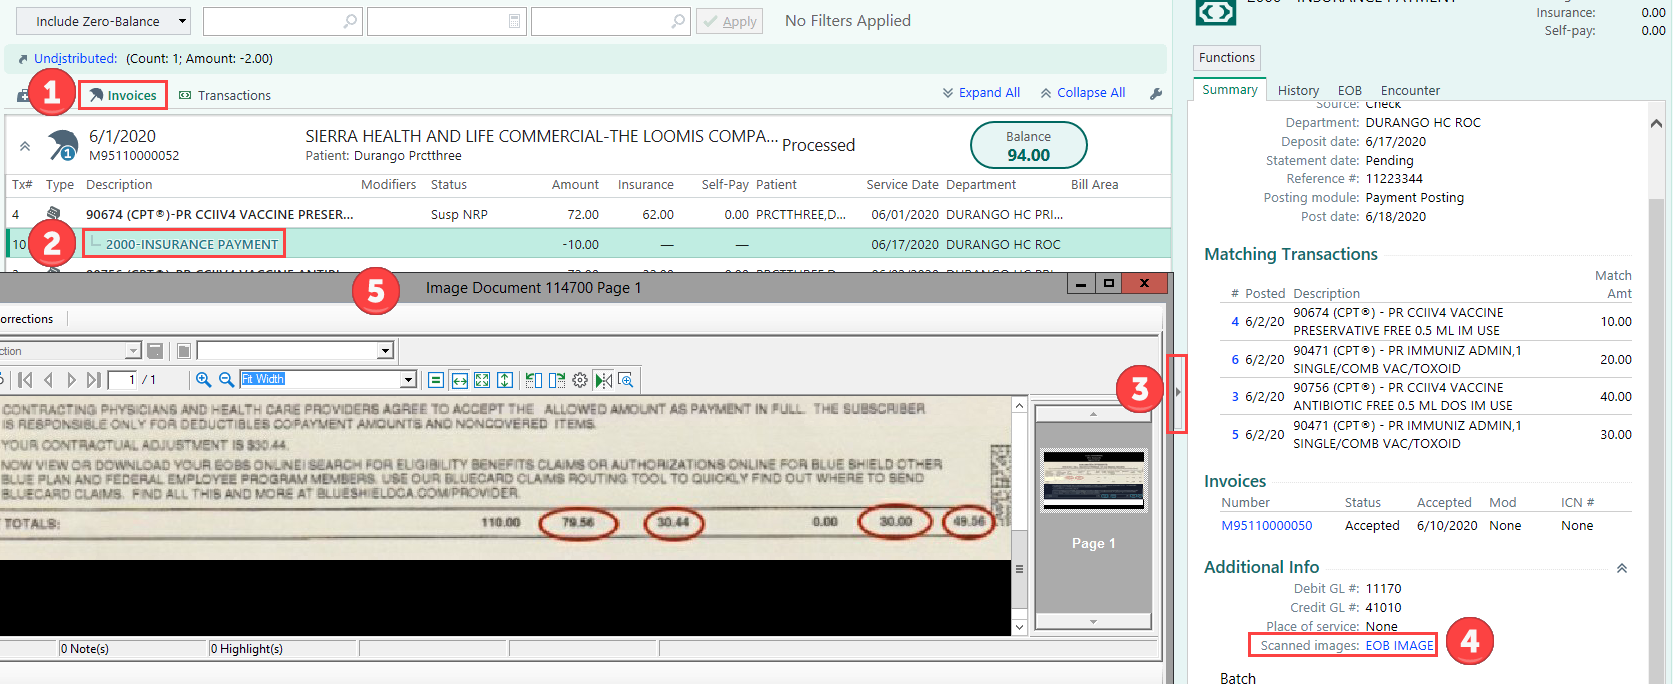 Include Zero-Balance
Apply
No Filters Applied
Undistributed: (Count: 1; Amount: -2.00)
1
Invoices
Transactions
Expand All
Collapse All
6/1/2020
M95110000052
SIERRA HEALTH AND LIFE COMMERCIAL-THE LOOMIS COMPA...
Patient: Durango Prctthree
Processed
Balance
94.00
Tx# Type Description Modifiers Status Amount Insurance Self-Pay Patient Service Date Department Bill Area
4 90674 (CPT®)-PR CCIIV4 VACCINE PRESER... Susp NRP 72.00 62.00 0.00 PRCTTHREE,D... 06/01/2020 DURANGO HC PRI...
10 2 2000-INSURANCE PAYMENT -10.00 — — 06/17/2020 DURANGO HC ROC
5
Image Document 114700 Page 1
orrections
ction
1 / 1
Fit Width
CONTRACTING PHYSICIANS AND HEALTH CARE PROVIDERS AGREE TO ACCEPT THE ALLOWED AMOUNT AS PAYMENT IN FULL. THE SUBSCRIBER
IS RESPONSIBLE ONLY FOR DEDUCTIBLES COPAYMENT AMOUNTS AND NONCOVERED ITEMS.
YOUR CONTRACTUAL ADJUSTMENT IS $30.44.
NOW VIEW OR DOWNLOAD YOUR EOBS ONLINE! SEARCH FOR ELIGIBILITY BENEFITS CLAIMS OR AUTHORIZATIONS ONLINE FOR BLUE SHIELD OTHER
BLUE PLAN AND FEDERAL EMPLOYEE PROGRAM MEMBERS. USE OUR BLUECARD CLAIMS ROUTING TOOL TO QUICKLY FIND OUT WHERE TO SEND
BLUECARD CLAIMS. FIND ALL THIS AND MORE AT BLUESHIELDCA.COM/PROVIDER.
TOTALS: 110.00 79.56 30.44 0.00 30.00 49.56
Page 1
0 Note(s)
0 Highlight(s)
3
Insurance: 0.00
Self-pay: 0.00
Functions
Summary History EOB Encounter
Source: Check
Department: DURANGO HC ROC
Deposit date: 6/17/2020
Statement date: Pending
Reference #: 11223344
Posting module: Payment Posting
Post date: 6/18/2020
Matching Transactions
# Posted Description Match Amt
4 6/2/20 90674 (CPT®) - PR CCIIV4 VACCINE PRESERVATIVE FREE 0.5 ML IM USE 10.00
6 6/2/20 90471 (CPT®) - PR IMMUNIZ ADMIN,1 SINGLE/COMB VAC/TOXOID 20.00
3 6/2/20 90756 (CPT®) - PR CCIIV4 VACCINE ANTIBIOTIC FREE 0.5 ML DOS IM USE 40.00
5 6/2/20 90471 (CPT®) - PR IMMUNIZ ADMIN,1 SINGLE/COMB VAC/TOXOID 30.00
Invoices
Number Status Accepted Mod ICN #
M95110000050 Accepted 6/10/2020 None None
Additional Info
Debit GL #: 11170
Credit GL #: 41010
Place of service: None
Scanned images: EOB IMAGE
4
Batch